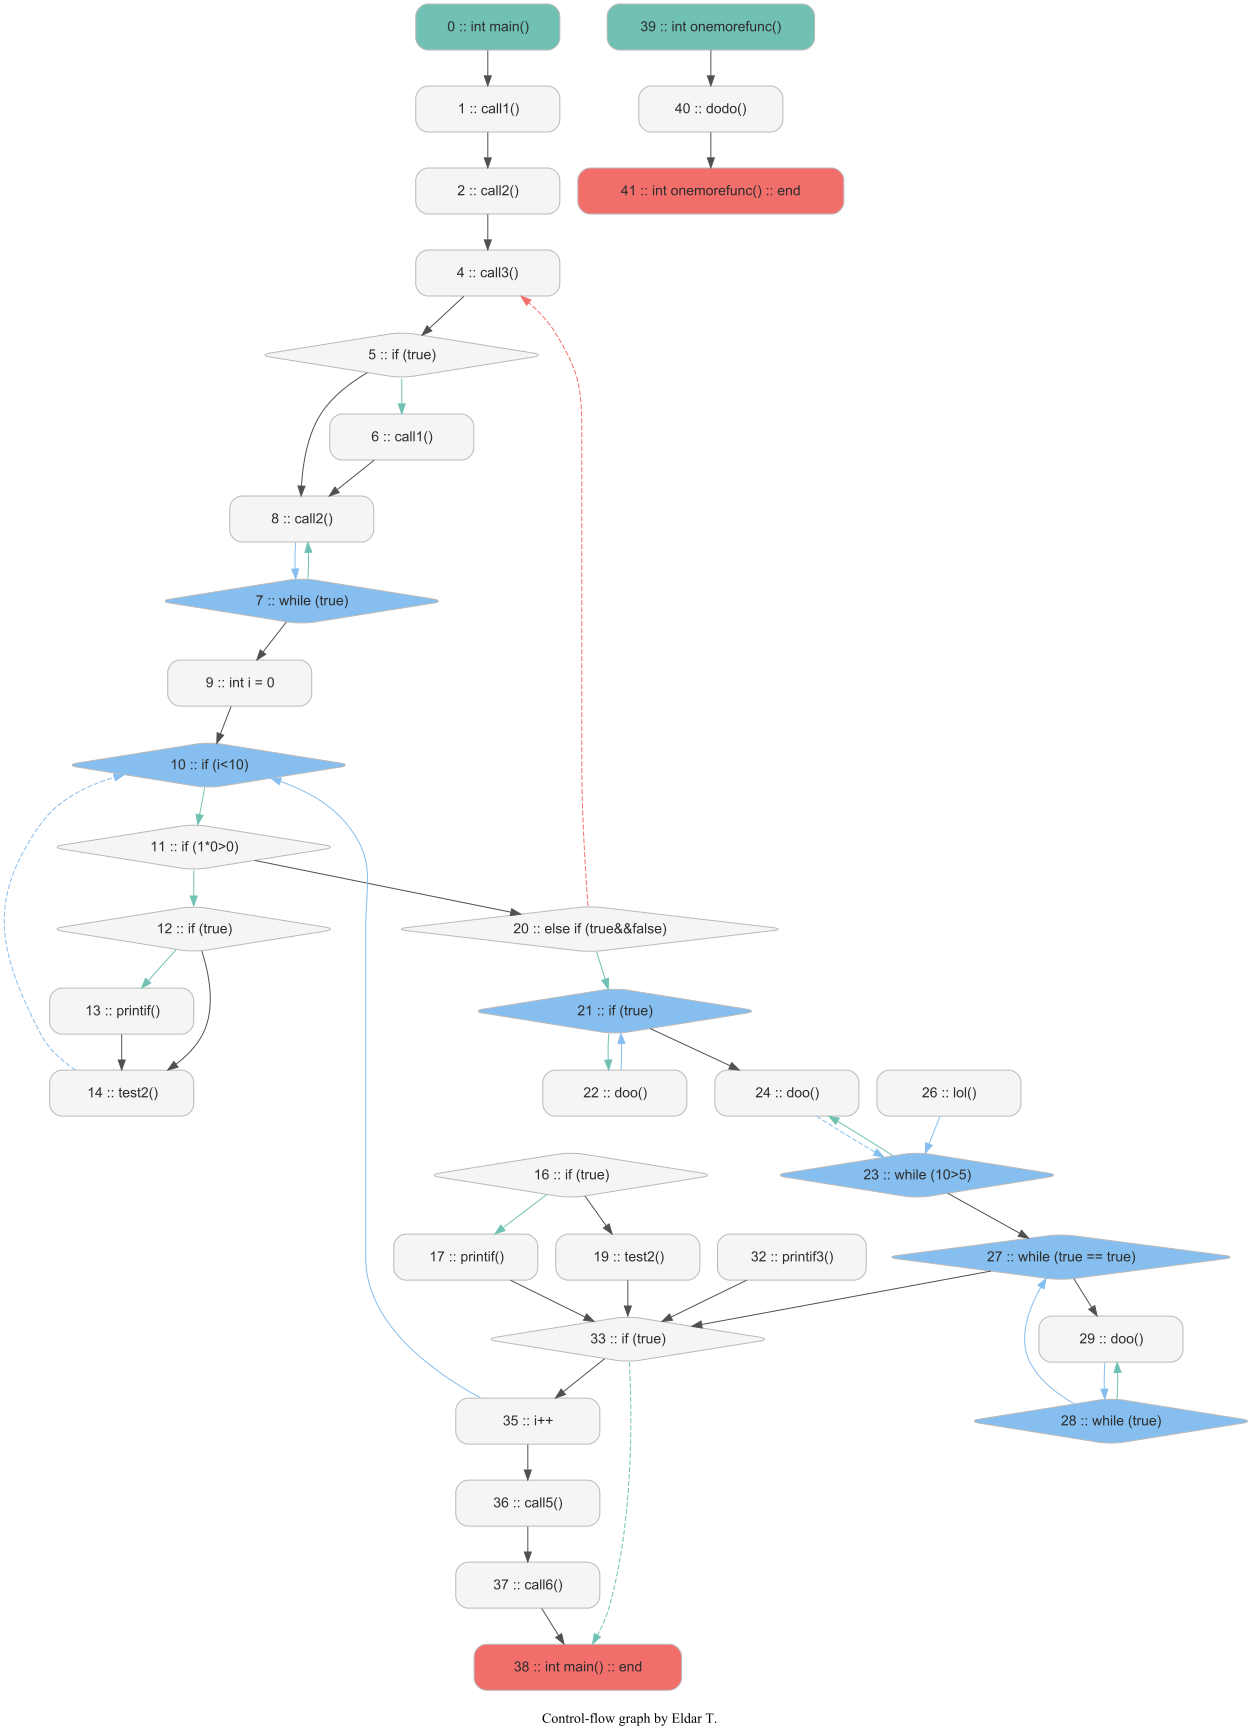 0 :: int main()
39 :: int onemorefunc()
1 :: call1()
40 :: dodo()
2 :: call2()
41 :: int onemorefunc() :: end
4 :: call3()
5 :: if (true)
6 :: call1()
8 :: call2()
7 :: while (true)
9 :: int i = 0
10 :: if (i<10)
11 :: if (1*0>0)
12 :: if (true)
20 :: else if (true&&false)
13 :: printif()
21 :: if (true)
14 :: test2()
22 :: doo()
24 :: doo()
26 :: lol()
16 :: if (true)
23 :: while (10>5)
17 :: printif()
19 :: test2()
32 :: printif3()
27 :: while (true == true)
33 :: if (true)
29 :: doo()
35 :: i++
28 :: while (true)
36 :: call5()
37 :: call6()
38 :: int main() :: end
Control-flow graph by Eldar T.